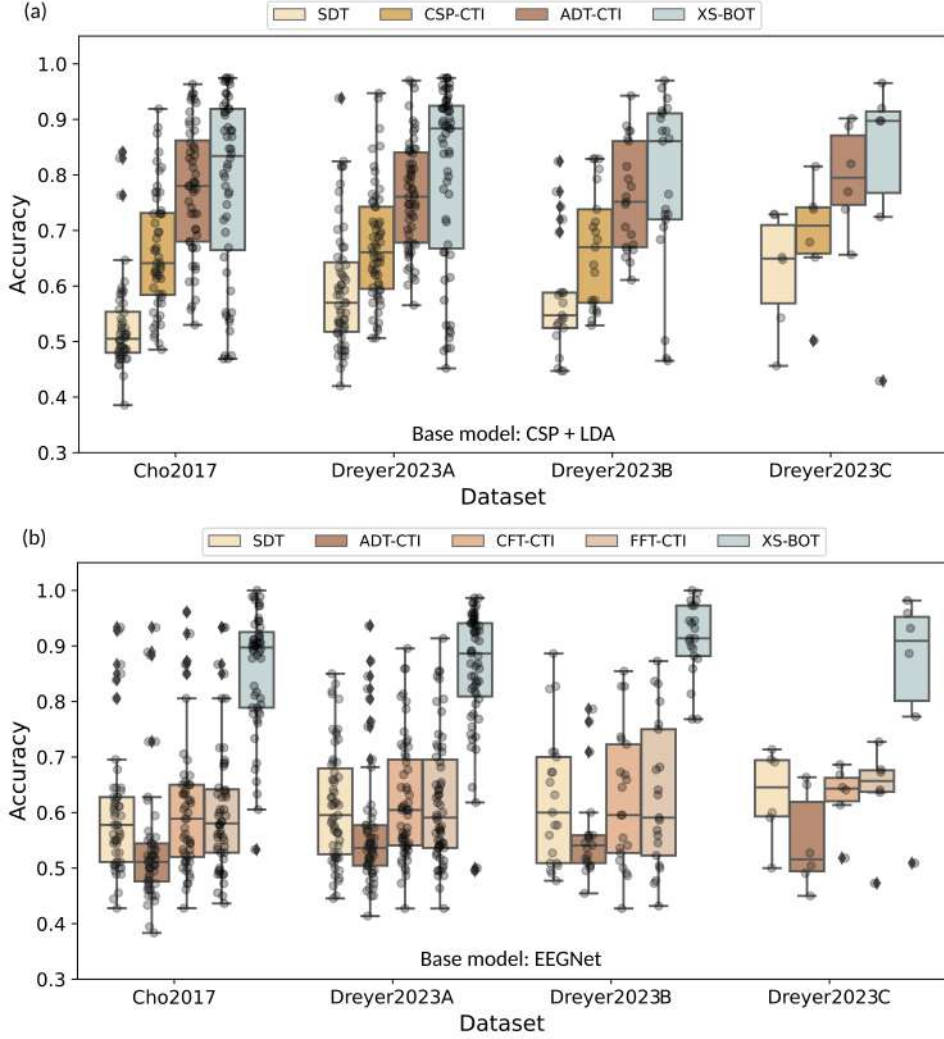 (a)
SDT CSP-CTI ADT-CTI XS-BOT
1.0
0.9
0.8
0.7
0.6
0.5
0.4
0.3
Accuracy
Base model: CSP + LDA
Cho2017 Dreyer2023A Dreyer2023B Dreyer2023C
Dataset
(b)
SDT ADT-CTI CFT-CTI FFT-CTI XS-BOT
1.0
0.9
0.8
0.7
0.6
0.5
0.4
0.3
Accuracy
Base model: EEGNet
Cho2017 Dreyer2023A Dreyer2023B Dreyer2023C
Dataset